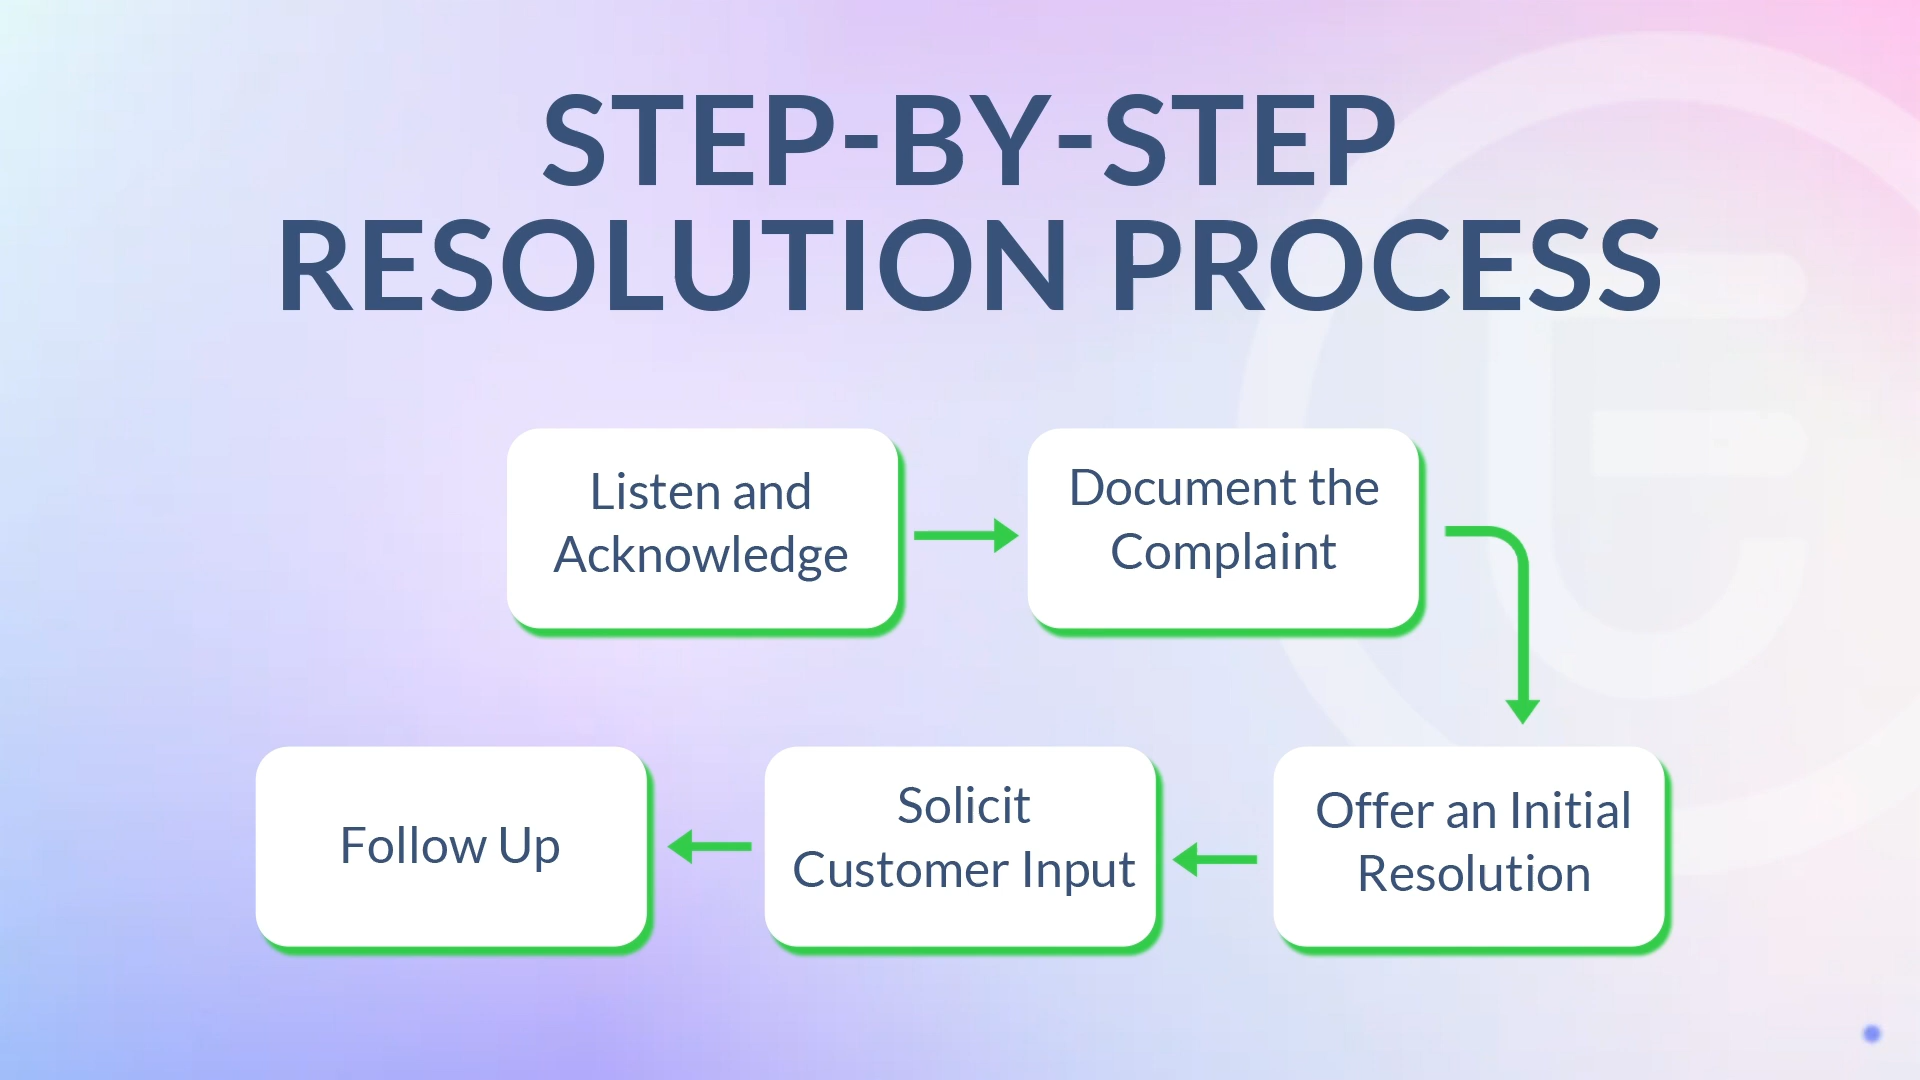 STEP-BY-STEP
RESOLUTION PROCESS
Listen and
Acknowledge
Document the
Complaint
Offer an Initial
Resolution
Solicit
Customer Input
Follow Up